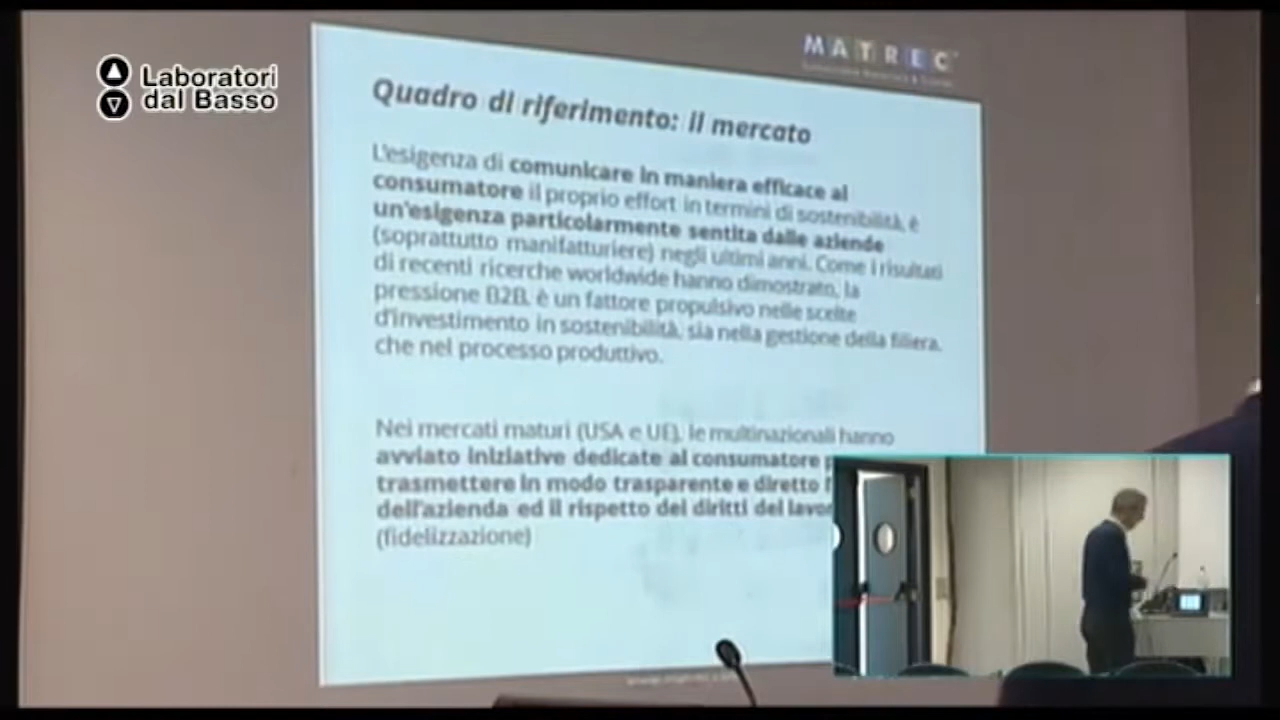 Laboratori
dal Basso
MATREC
Quadro di riferimento: il mercato
L'esigenza di comunicare in maniera efficace al
consumatore il proprio effort in termini di sostenibilità, è
un'esigenza particolarmente sentita dalle aziende
(soprattutto manifatturiere) negli ultimi anni. Come i risultati
di recenti ricerche worldwide hanno dimostrato, la
pressione B2B, è un fattore propulsivo nelle scelte
d'investimento in sostenibilità, sia nella gestione della filiera,
che nel processo produttivo.
Nei mercati maturi (USA e UE), le multinazionali hanno
avviato iniziative dedicate al consumatore
trasmettere in modo trasparente e diretto
dell'azienda ed il rispetto dei diritti del
(fidelizzazione)